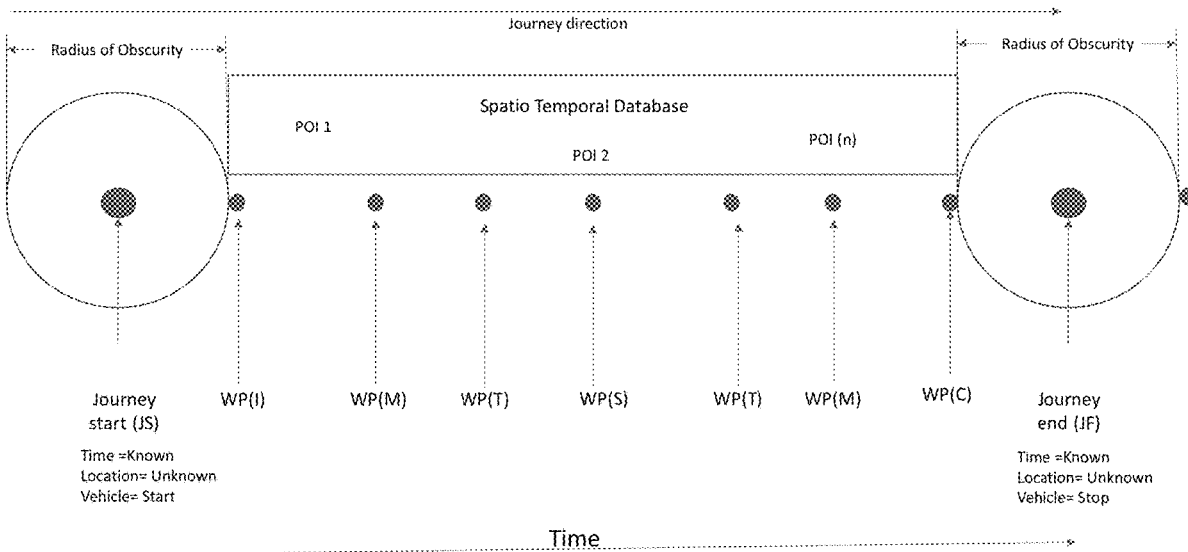 Journey direction
Radius of Obscurity
Radius of Obscurity
Spatio Temporal Database
POI 1
POI (n)
POI 2
WP(I)
WP(M)
WP(T)
WP(S)
WP(T)
WP(M)
WP(C)
Journey
start (JS)
Time =Known
Location= Unknown
Vehicle= Start
Journey
end (JF)
Time =Known
Location= Unknown
Vehicle= Stop
Time